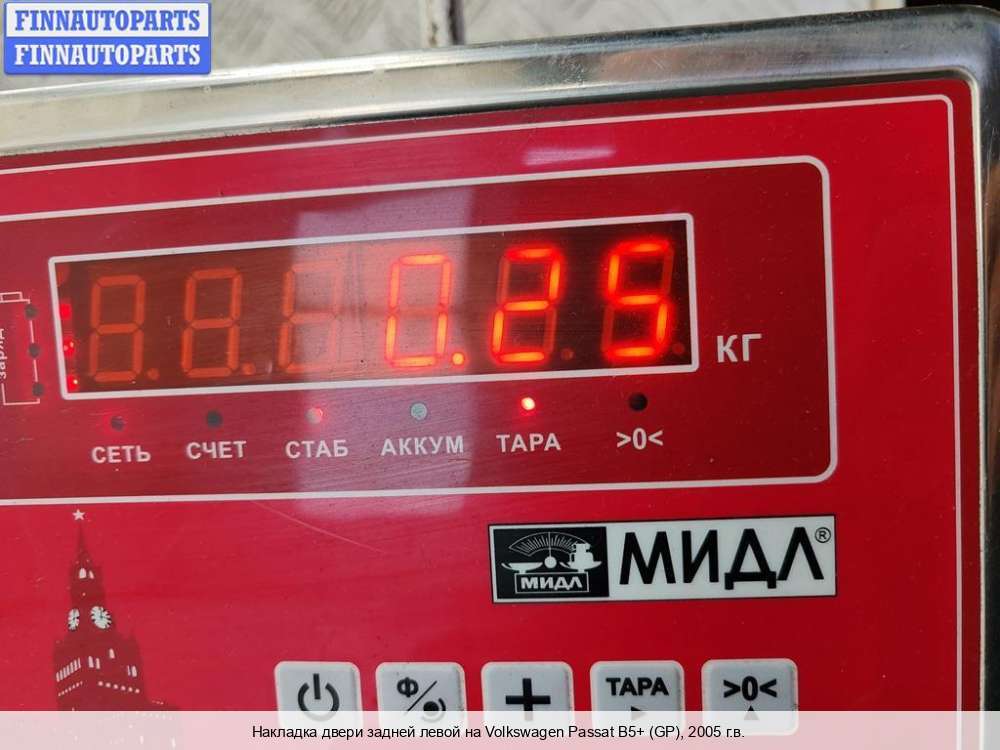 FINNAUTOPARTS
FINNAUTOPARTS
0.25
КГ
заряд
СЕТЬ СЧЕТ СТАБ АККУМ ТАРА >0<
МИДЛ МИДЛ®
Ф + ТАРА >0<
Накладка двери задней левой на Volkswagen Passat B5+ (GP), 2005 г.в.